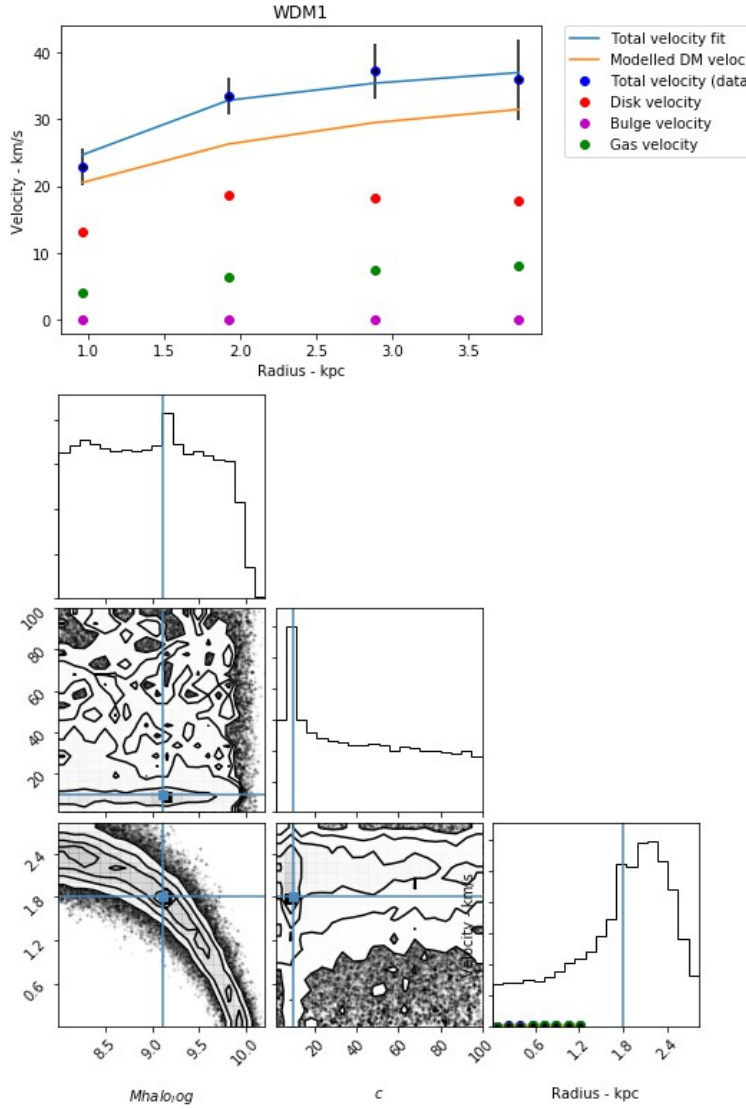 WDM1
Total velocity fit
Modelled DM veloc
Total velocity (data
Disk velocity
Bulge velocity
Gas velocity
Velocity - km/s
40
30
20
10
0
1.0 1.5 2.0 2.5 3.0 3.5
Radius - kpc
100
80
60
40
20
2.4
1.8
1.2
0.6
Velocity - km/s
8.5 9.0 9.5 10.0
20 40 60 80 100
0.6 1.2 1.8 2.4
Mhalolog
c
Radius - kpc